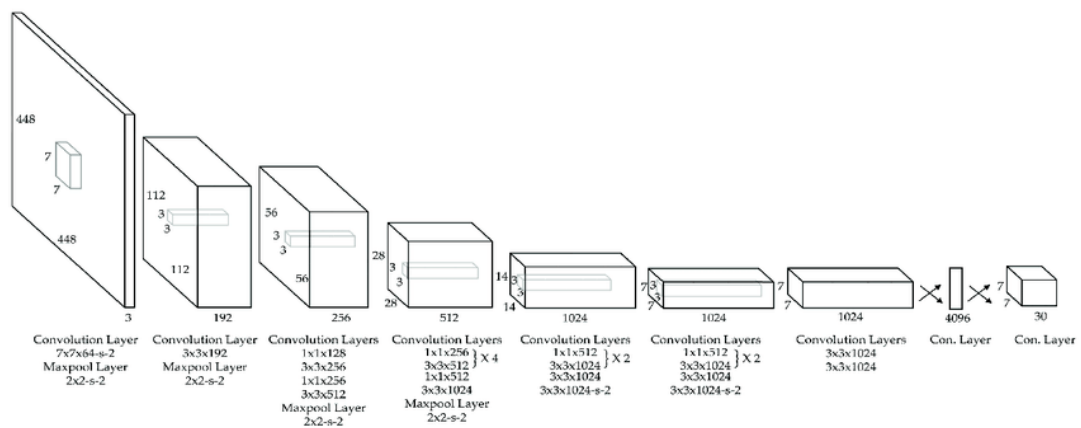 448
7
7
448
3
112
3
3
112
192
56
3
3
56
256
28
3
3
28
512
14
3
3
14
1024
7
3
3
7
1024
7
7
1024
4096
7
7
30
Convolution Layer
7x7x64-s-2
Maxpool Layer
2x2-s-2
Convolution Layer
3x3x192
Maxpool Layer
2x2-s-2
Convolution Layers
1x1x128
3x3x256
1x1x256
3x3x512
Maxpool Layer
2x2-s-2
Convolution Layers
1x1x256
3x3x512 } X 4
1x1x512
3x3x1024
Maxpool Layer
2x2-s-2
Convolution Layers
1x1x512
3x3x1024 } X 2
3x3x1024
3x3x1024-s-2
Convolution Layers
1x1x512
3x3x1024 } X 2
3x3x1024
3x3x1024-s-2
Convolution Layers
3x3x1024
3x3x1024
Con. Layer
Con. Layer